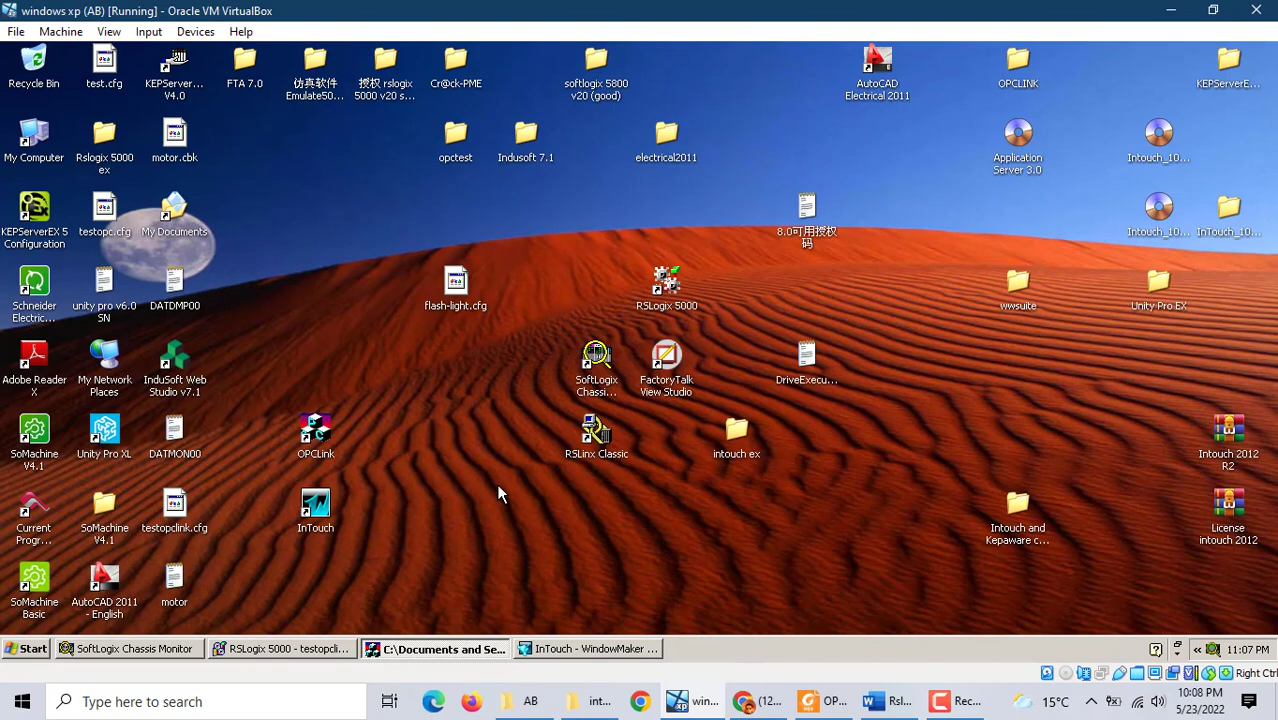 windows xp (AB) [Running] - Oracle VM VirtualBox
File Machine View Input Devices Help
Recycle Bin
test.cfg
KEPServer...
V4.0
FTA 7.0
仿真软件
Emulate50...
授权 rslogix
5000 v20 s...
Cr@ck-PME
softlogix 5800
v20 (good)
AutoCAD
Electrical 2011
OPCLINK
KEPServerE...
My Computer
Rslogix 5000
ex
motor.cbk
opctest
Indusoft 7.1
electrical2011
Application
Server 3.0
Intouch_10...
KEPServerEX 5
Configuration
testopc.cfg
My Documents
8.0可用授权
码
Intouch_10...
InTouch_10...
Schneider
Electric...
unity pro v6.0
SN
DATDMP00
flash-light.cfg
RSLogix 5000
wwsuite
Unity Pro EX
Adobe Reader
X
My Network
Places
InduSoft Web
Studio v7.1
SoftLogix
Chassi...
FactoryTalk
View Studio
DriveExecu...
SoMachine
V4.1
Unity Pro XL
DATMON00
OPCLink
RSLinx Classic
intouch ex
Intouch 2012
R2
Current
Progr...
SoMachine
V4.1
testopclink.cfg
InTouch
Intouch and
Kepaware c...
License
intouch 2012
SoMachine
Basic
AutoCAD 2011
- English
motor
Start SoftLogix Chassis Monitor RSLogix 5000 - testopcli... C:\Documents and Se... InTouch - WindowMaker ... « 11:07 PM
Right Ctrl
Type here to search AB int... win... (12... OP... Rsl... Rec... 15°C 10:08 PM
5/23/2022